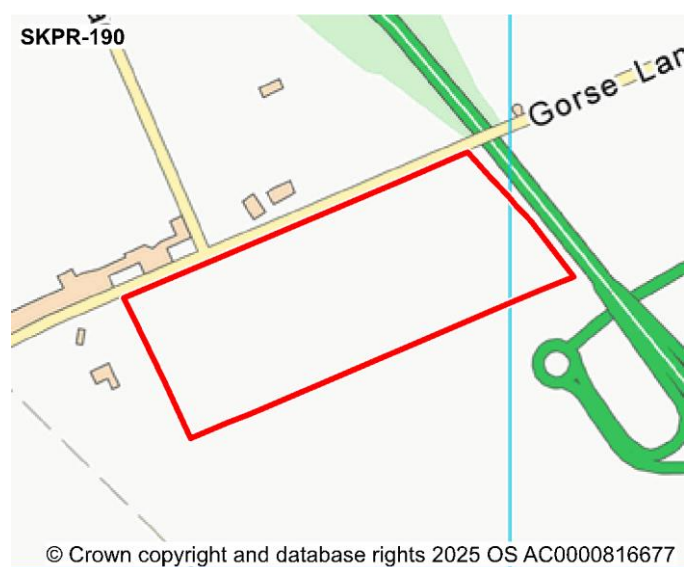 SKPR-190
Gorse Lan
© Crown copyright and database rights 2025 OS AC0000816677